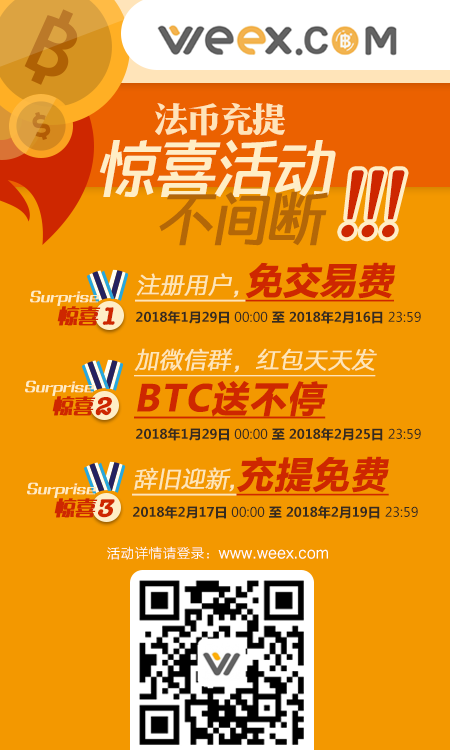 WEEX.COM
法币充提
惊喜活动
不间断!!!
Surprise
惊喜1
注册用户,免交易费
2018年1月29日 00:00 至 2018年2月16日 23:59
Surprise
惊喜2
加微信群，红包天天发
BTC送不停
2018年1月29日 00:00 至 2018年2月25日 23:59
Surprise
惊喜3
辞旧迎新,充提免费
2018年2月17日 00:00 至 2018年2月19日 23:59
活动详情请登录：www.weex.com